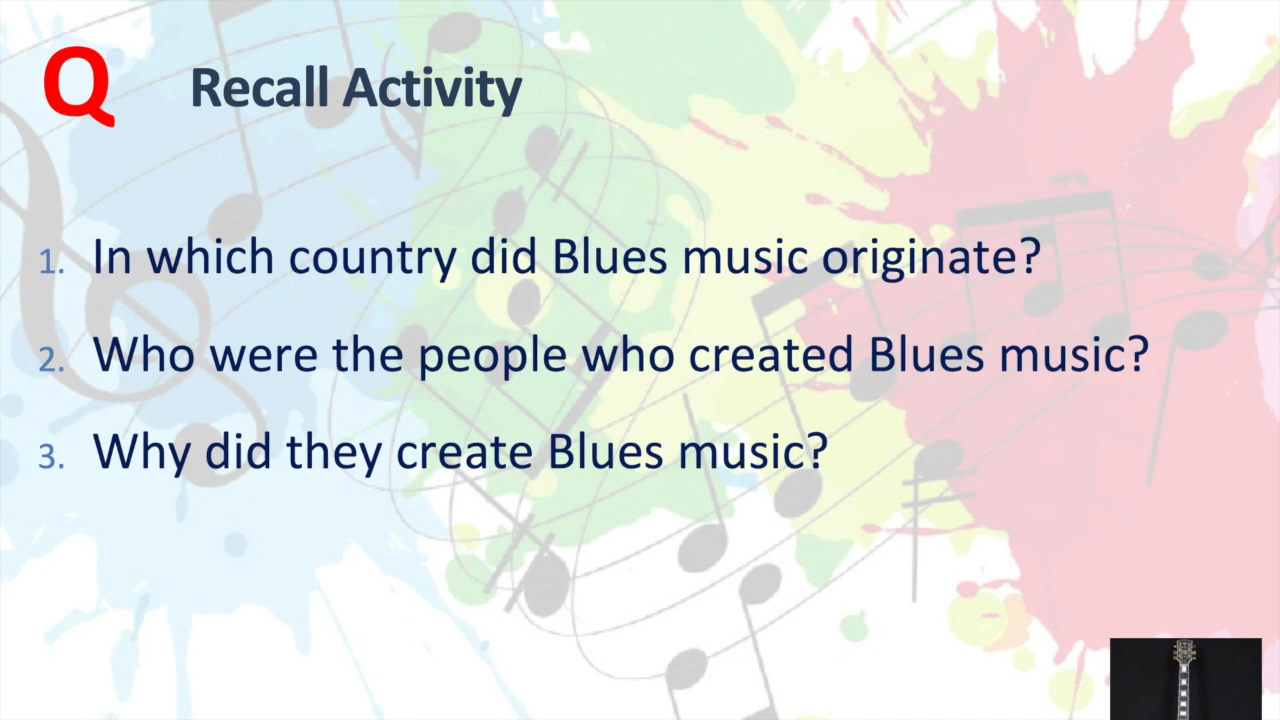 Q Recall Activity
1. In which country did Blues music originate?
2. Who were the people who created Blues music?
3. Why did they create Blues music?